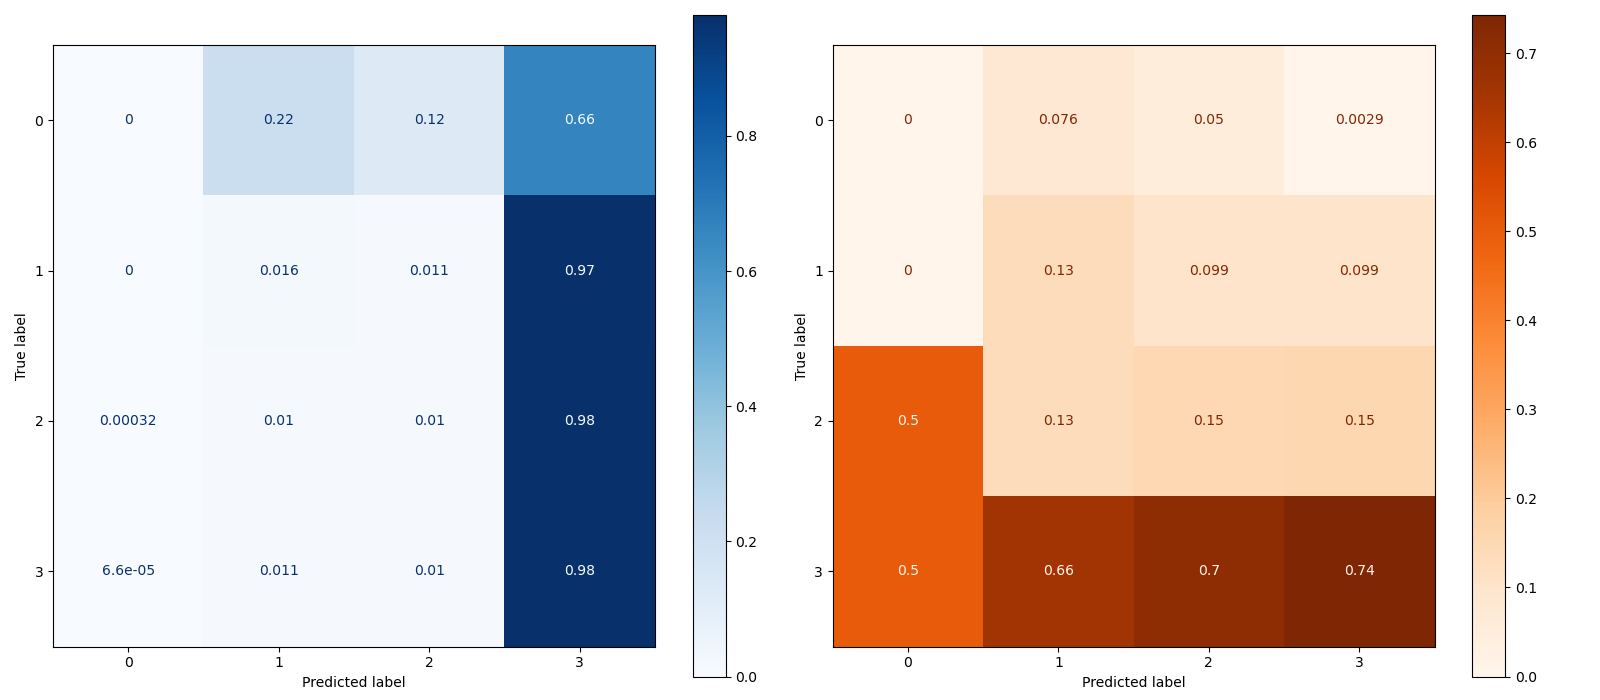 0 0 0.22 0.12 0.66
1 0 0.016 0.011 0.97
2 0.00032 0.01 0.01 0.98
3 6.6e-05 0.011 0.01 0.98
0 1 2 3
True label
Predicted label
0.8
0.6
0.4
0.2
0.0
0 0 0.076 0.05 0.0029
1 0 0.13 0.099 0.099
2 0.5 0.13 0.15 0.15
3 0.5 0.66 0.7 0.74
0 1 2 3
True label
Predicted label
0.7
0.6
0.5
0.4
0.3
0.2
0.1
0.0